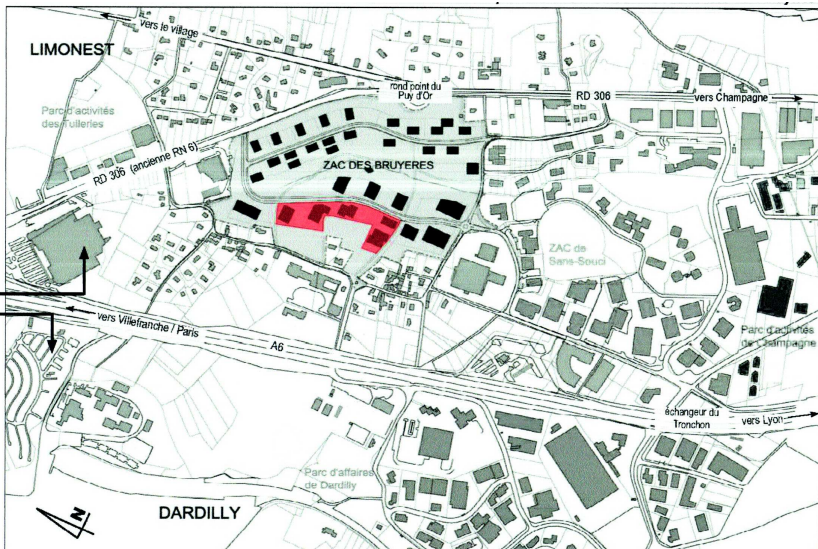 LIMONEST
vers le village
rond point du
Puy d'Or
RD 306
vers Champagne
Parc d'activités
des Tuileries
RD 306 (ancienne RN 6)
ZAC DES BRUYERES
ZAC de
Sans-Souci
vers Villefranche / Paris
A6
Parc d'activités
de Champagne
échangeur du
Tronchon
vers Lyon
Parc d'affaires
de Dardilly
DARDILLY
N